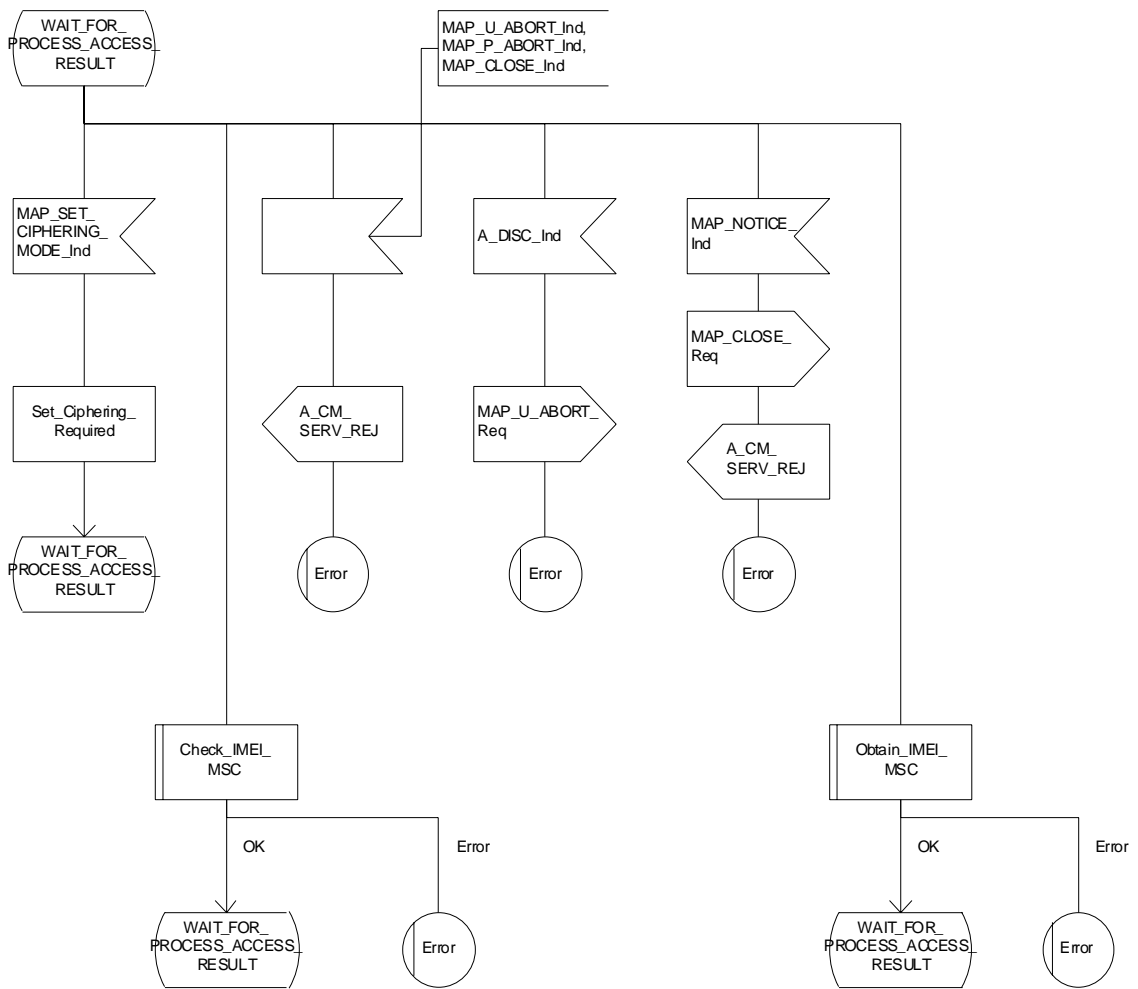 WAIT_FOR_
PROCESS_ACCESS_
RESULT
MAP_U_ABORT_Ind,
MAP_P_ABORT_Ind,
MAP_CLOSE_Ind
MAP_SET_
CIPHERING_
MODE_Ind
A_DISC_Ind
MAP_NOTICE_
Ind
MAP_CLOSE_
Req
Set_Ciphering_
Required
A_CM_
SERV_REJ
MAP_U_ABORT_
Req
A_CM_
SERV_REJ
WAIT_FOR_
PROCESS_ACCESS_
RESULT
Error
Error
Error
Check_IMEI_
MSC
Obtain_IMEI_
MSC
OK
Error
OK
Error
WAIT_FOR_
PROCESS_ACCESS_
RESULT
Error
WAIT_FOR_
PROCESS_ACCESS_
RESULT
Error